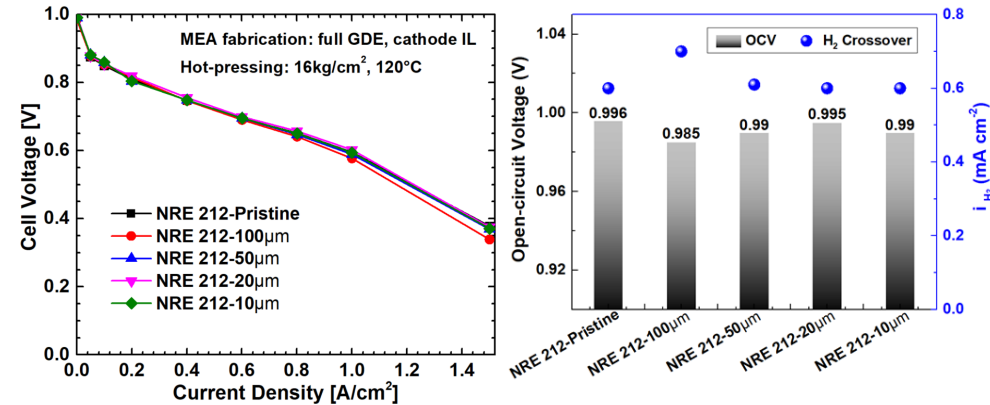 MEA fabrication: full GDE, cathode IL
Hot-pressing: 16kg/cm², 120°C
Cell Voltage [V]
1.0
0.8
0.6
0.4
0.2
0.0
NRE 212-Pristine
NRE 212-100µm
NRE 212-50µm
NRE 212-20µm
NRE 212-10µm
0.0 0.2 0.4 0.6 0.8 1.0 1.2 1.4
Current Density [A/cm²]
OCV H₂ Crossover
Open-circuit Voltage (V)
1.04
1.00
0.96
0.92
0.996 0.985 0.99 0.995 0.99
0.8
0.6
0.4
0.2
0.0
i H₂ (mA cm⁻²)
NRE 212-Pristine
NRE 212-100µm
NRE 212-50µm
NRE 212-20µm
NRE 212-10µm